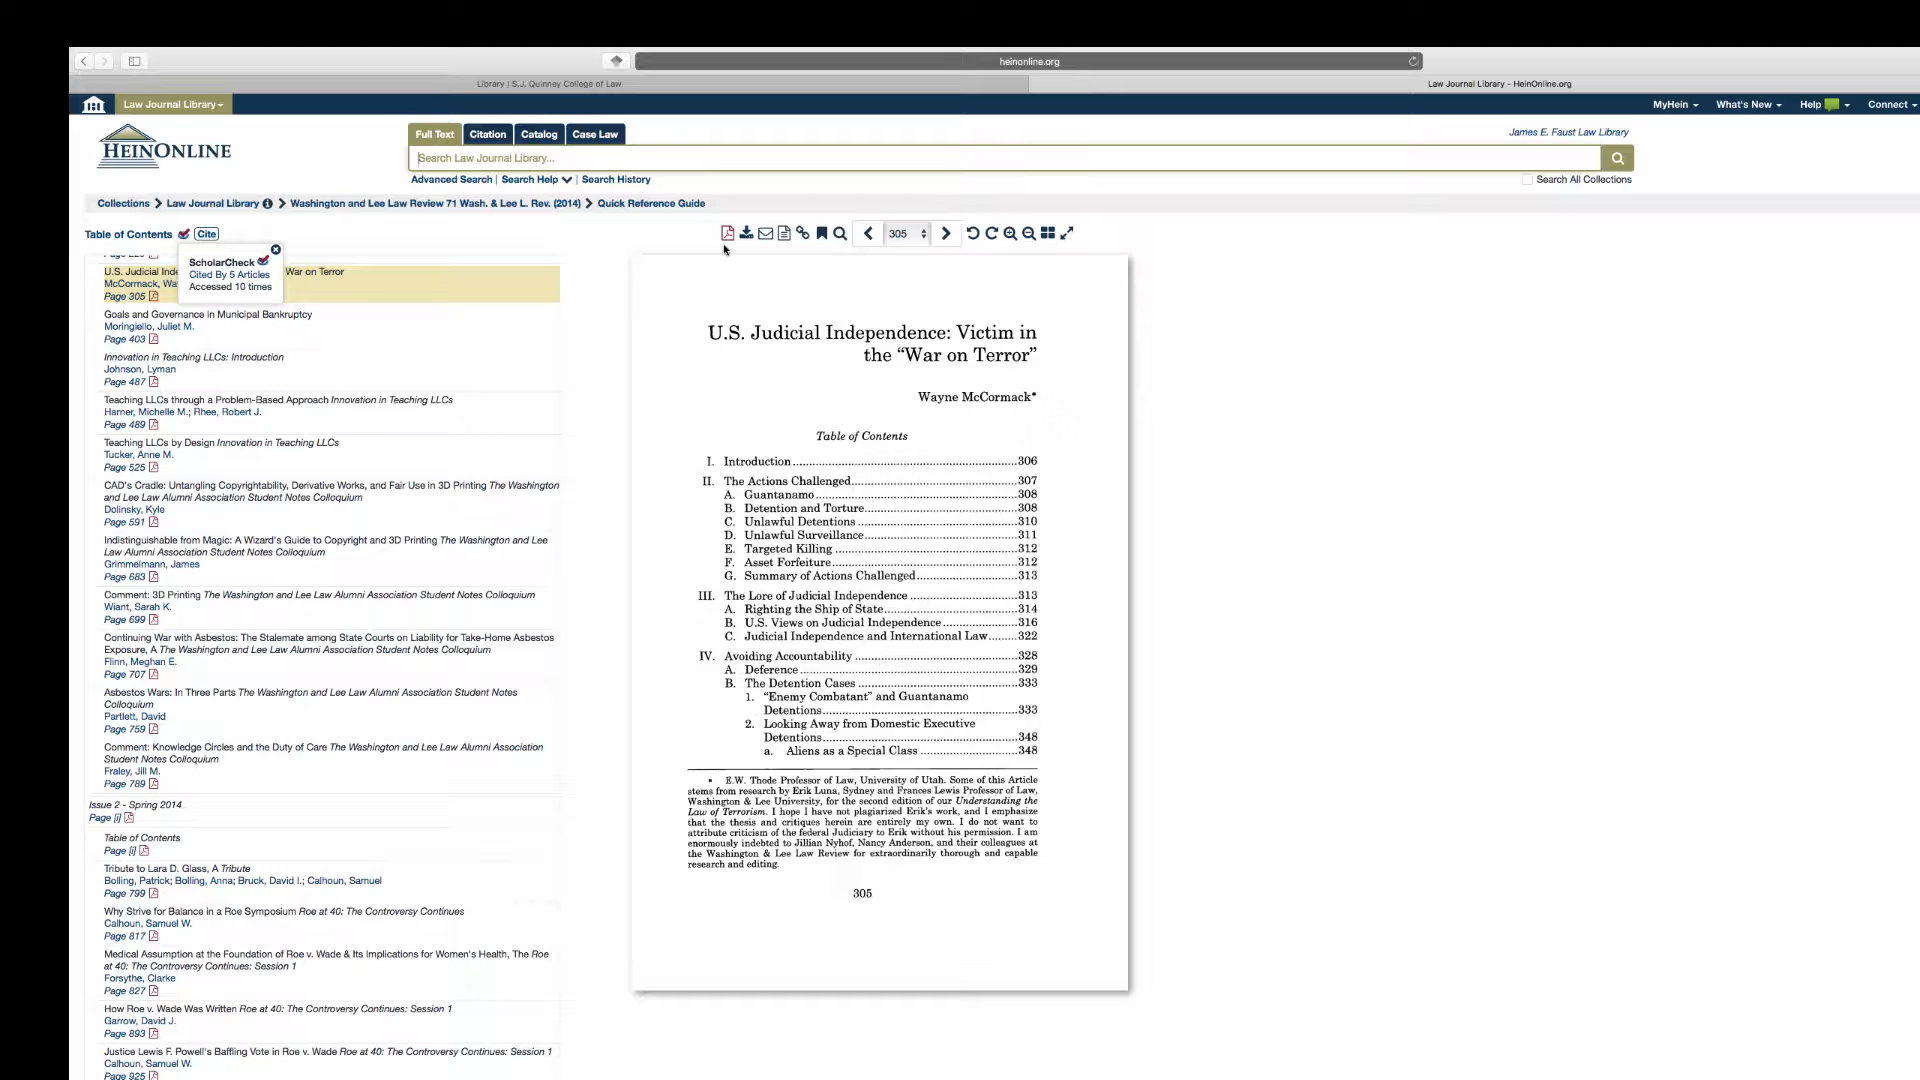 heinonline.org
Library | S.J. Quinney College of Law
Law Journal Library - HeinOnline.org
Law Journal Library
MyHein
What's New
Help
Connect
HEINONLINE
Full Text
Citation
Catalog
Case Law
James E. Faust Law Library
Search Law Journal Library...
Advanced Search | Search Help | Search History
Search All Collections
Collections > Law Journal Library > Washington and Lee Law Review 71 Wash. & Lee L. Rev. (2014) > Quick Reference Guide
Table of Contents
Cite
305
ScholarCheck
Cited By 5 Articles
Accessed 10 times
U.S. Judicial Inde
War on Terror
McCormack, Wa
Page 305
Goals and Governance in Municipal Bankruptcy
Moringiello, Juliet M.
Page 403
Innovation in Teaching LLCs: Introduction
Johnson, Lyman
Page 487
Teaching LLCs through a Problem-Based Approach Innovation in Teaching LLCs
Harner, Michelle M.; Rhee, Robert J.
Page 489
Teaching LLCs by Design Innovation in Teaching LLCs
Tucker, Anne M.
Page 525
CAD's Cradle: Untangling Copyrightability, Derivative Works, and Fair Use in 3D Printing The Washington
and Lee Law Alumni Association Student Notes Colloquium
Dolinsky, Kyle
Page 591
Indistinguishable from Magic: A Wizard's Guide to Copyright and 3D Printing The Washington and Lee
Law Alumni Association Student Notes Colloquium
Grimmelmann, James
Page 683
Comment: 3D Printing The Washington and Lee Law Alumni Association Student Notes Colloquium
Wiant, Sarah K.
Page 699
Continuing War with Asbestos: The Stalemate among State Courts on Liability for Take-Home Asbestos
Exposure, A The Washington and Lee Law Alumni Association Student Notes Colloquium
Flinn, Meghan E.
Page 707
Asbestos Wars: In Three Parts The Washington and Lee Law Alumni Association Student Notes
Colloquium
Partlett, David
Page 759
Comment: Knowledge Circles and the Duty of Care The Washington and Lee Law Alumni Association
Student Notes Colloquium
Fraley, Jill M.
Page 789
Issue 2 - Spring 2014
Page [i]
Table of Contents
Page [i]
Tribute to Lara D. Glass, A Tribute
Bolling, Patrick; Bolling, Anna; Bruck, David I.; Calhoun, Samuel
Page 799
Why Strive for Balance in a Roe Symposium Roe at 40: The Controversy Continues
Calhoun, Samuel W.
Page 817
Medical Assumption at the Foundation of Roe v. Wade & Its Implications for Women's Health, The Roe
at 40: The Controversy Continues: Session 1
Forsythe, Clarke
Page 827
How Roe v. Wade Was Written Roe at 40: The Controversy Continues: Session 1
Garrow, David J.
Page 893
Justice Lewis F. Powell's Baffling Vote in Roe v. Wade Roe at 40: The Controversy Continues: Session 1
Calhoun, Samuel W.
Page 925
U.S. Judicial Independence: Victim in
the “War on Terror”
Wayne McCormack*
Table of Contents
I. Introduction 306
II. The Actions Challenged 307
A. Guantanamo 308
B. Detention and Torture 308
C. Unlawful Detentions 310
D. Unlawful Surveillance 311
E. Targeted Killing 312
F. Asset Forfeiture 312
G. Summary of Actions Challenged 313
III. The Lore of Judicial Independence 313
A. Righting the Ship of State 314
B. U.S. Views on Judicial Independence 316
C. Judicial Independence and International Law 322
IV. Avoiding Accountability 328
A. Deference 329
B. The Detention Cases 333
1. “Enemy Combatant” and Guantanamo
Detentions 333
2. Looking Away from Domestic Executive
Detentions 348
a. Aliens as a Special Class 348
* E.W. Thode Professor of Law, University of Utah. Some of this Article
stems from research by Erik Luna, Sydney and Frances Lewis Professor of Law,
Washington & Lee University, for the second edition of our Understanding the
Law of Terrorism. I hope I have not plagiarized Erik's work, and I emphasize
that the thesis and critiques herein are entirely my own. I do not want to
attribute criticism of the federal Judiciary to Erik without his permission. I am
enormously indebted to Jillian Nyhof, Nancy Anderson, and their colleagues at
the Washington & Lee Law Review for extraordinarily thorough and capable
research and editing.
305